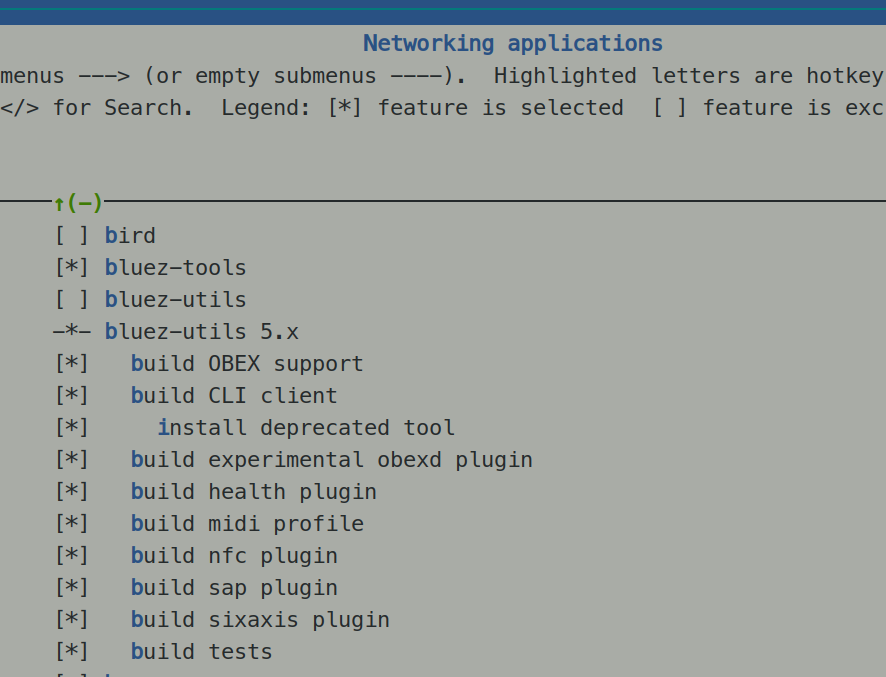 Networking applications
menus ---> (or empty submenus ----).  Highlighted letters are hotkey
</> for Search.  Legend: [*] feature is selected  [ ] feature is exc
↑(-)
[ ] bird
[*] bluez-tools
[ ] bluez-utils
-*- bluez-utils 5.x
[*]   build OBEX support
[*]   build CLI client
[*]     install deprecated tool
[*]   build experimental obexd plugin
[*]   build health plugin
[*]   build midi profile
[*]   build nfc plugin
[*]   build sap plugin
[*]   build sixaxis plugin
[*]   build tests